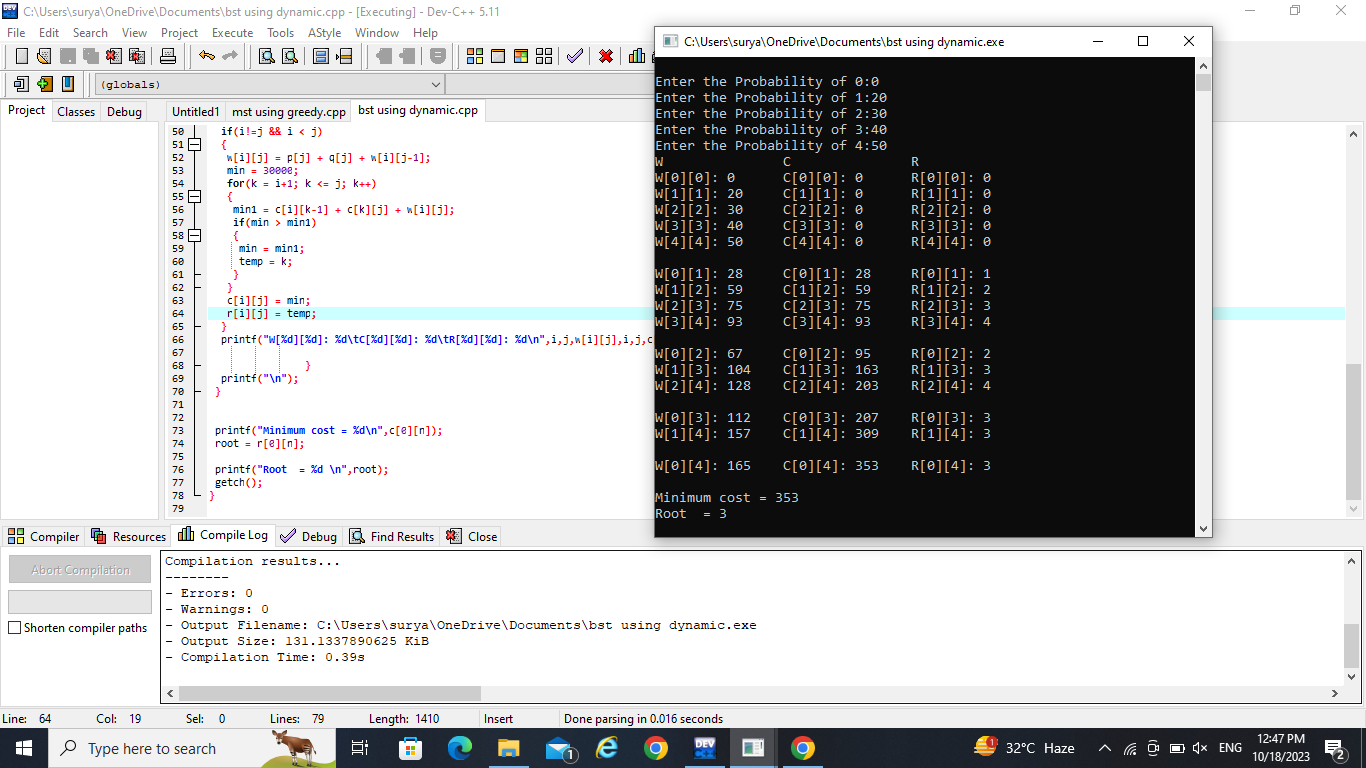 C:\Users\surya\OneDrive\Documents\bst using dynamic.cpp - [Executing] - Dev-C++ 5.11
File Edit Search View Project Execute Tools AStyle Window Help
(globals)
Project Classes Debug
Untitled1 mst using greedy.cpp bst using dynamic.cpp
50 if(i!=j && i < j)
51 {
52 w[i][j] = p[j] + q[j] + w[i][j-1];
53 min = 30000;
54 for(k = i+1; k <= j; k++)
55 {
56 min1 = c[i][k-1] + c[k][j] + w[i][j];
57 if(min > min1)
58 {
59 min = min1;
60 temp = k;
61 }
62 }
63 c[i][j] = min;
64 r[i][j] = temp;
65 }
66 printf("W[%d][%d]: %d\tC[%d][%d]: %d\tR[%d][%d]: %d\n",i,j,w[i][j],i,j,c
67
68 }
69 printf("\n");
70 }
71
72
73 printf("Minimum cost = %d\n",c[0][n]);
74 root = r[0][n];
75
76 printf("Root  = %d \n",root);
77 getch();
78 }
79
C:\Users\surya\OneDrive\Documents\bst using dynamic.exe
Enter the Probability of 0:0
Enter the Probability of 1:20
Enter the Probability of 2:30
Enter the Probability of 3:40
Enter the Probability of 4:50
W C R
W[0][0]: 0 C[0][0]: 0 R[0][0]: 0
W[1][1]: 20 C[1][1]: 0 R[1][1]: 0
W[2][2]: 30 C[2][2]: 0 R[2][2]: 0
W[3][3]: 40 C[3][3]: 0 R[3][3]: 0
W[4][4]: 50 C[4][4]: 0 R[4][4]: 0
W[0][1]: 28 C[0][1]: 28 R[0][1]: 1
W[1][2]: 59 C[1][2]: 59 R[1][2]: 2
W[2][3]: 75 C[2][3]: 75 R[2][3]: 3
W[3][4]: 93 C[3][4]: 93 R[3][4]: 4
W[0][2]: 67 C[0][2]: 95 R[0][2]: 2
W[1][3]: 104 C[1][3]: 163 R[1][3]: 3
W[2][4]: 128 C[2][4]: 203 R[2][4]: 4
W[0][3]: 112 C[0][3]: 207 R[0][3]: 3
W[1][4]: 157 C[1][4]: 309 R[1][4]: 3
W[0][4]: 165 C[0][4]: 353 R[0][4]: 3
Minimum cost = 353
Root  = 3
Compiler Resources Compile Log Debug Find Results Close
Abort Compilation
Shorten compiler paths
Compilation results...
--------
- Errors: 0
- Warnings: 0
- Output Filename: C:\Users\surya\OneDrive\Documents\bst using dynamic.exe
- Output Size: 131.1337890625 KiB
- Compilation Time: 0.39s
Line: 64 Col: 19 Sel: 0 Lines: 79 Length: 1410 Insert Done parsing in 0.016 seconds
Type here to search
1
DEV
1
32°C Haze
ENG
12:47 PM
10/18/2023
2